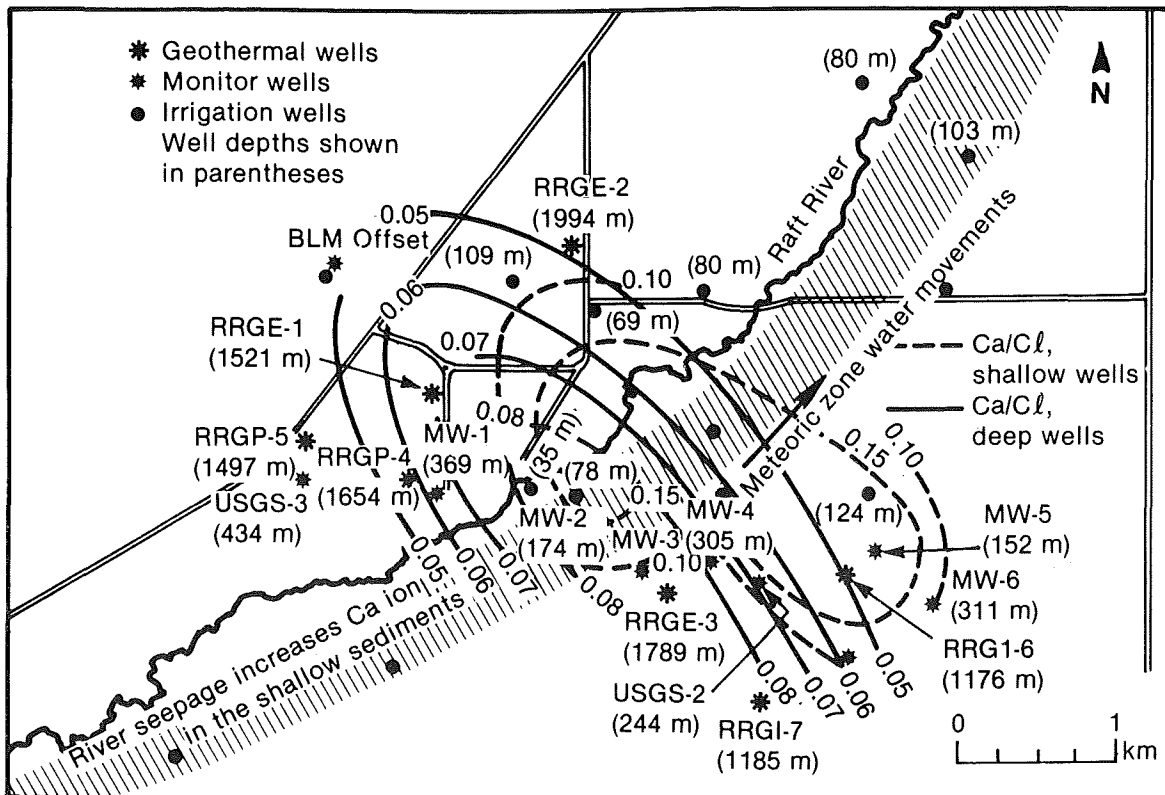 Geothermal wells
Monitor wells
Irrigation wells
Well depths shown
in parentheses
(80 m)
N
(103 m)
RRGE-2
(1994 m)
0.05
BLM Offset
(109 m)
Raft River
0.10
(80 m)
0.06
(69 m)
Meteoric zone water movements
RRGE-1
(1521 m)
0.07
Ca/Cℓ,
shallow wells
Ca/Cℓ,
deep wells
0.08
RRGP-5
(1497 m)
RRGP-4
(1654 m)
MW-1
(369 m)
(35 m)
(78 m)
0.15
0.10
0.15
USGS-3
(434 m)
MW-2
(174 m)
MW-3
MW-4
(305 m)
(124 m)
MW-5
(152 m)
0.10
0.05
0.06
0.07
0.08
RRGE-3
(1789 m)
MW-6
(311 m)
River seepage increases Ca ion
in the shallow sediments
USGS-2
(244 m)
0.08
0.07
0.06
0.05
RRG1-6
(1176 m)
RRGI-7
(1185 m)
0
1
km